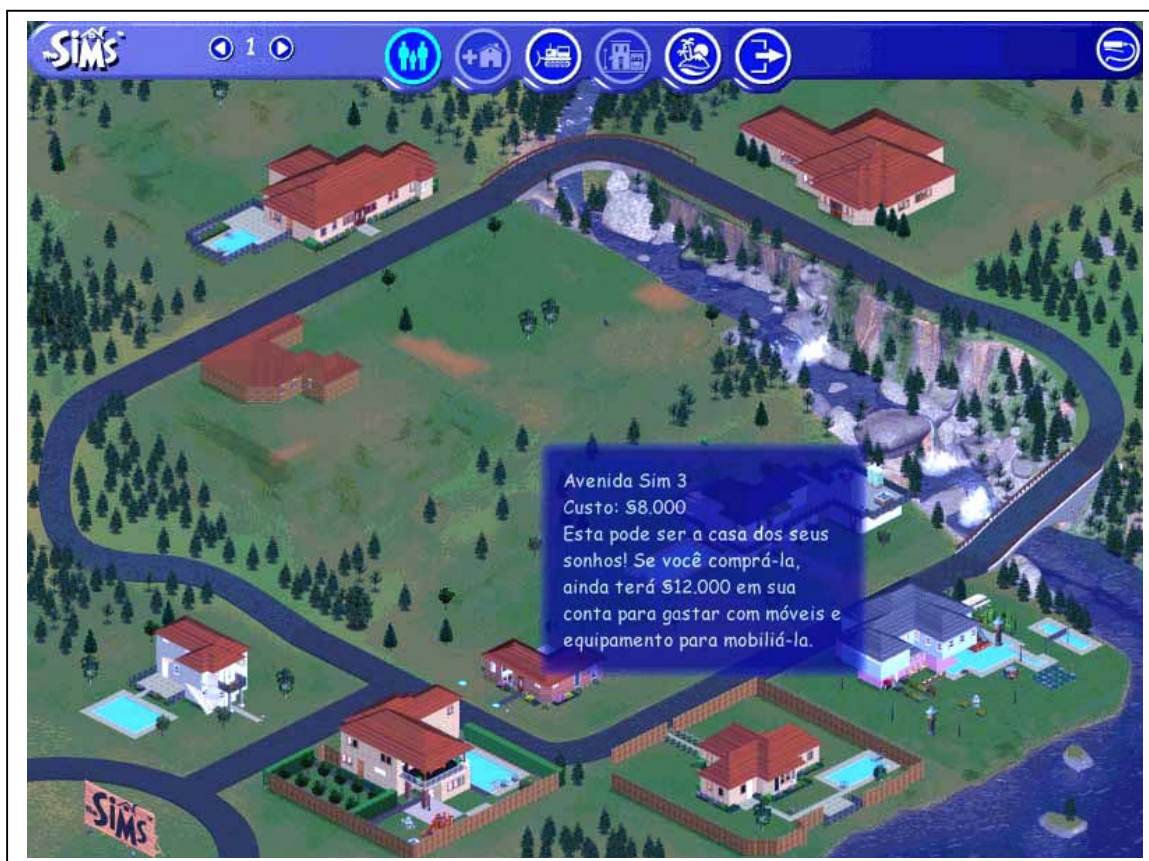 The SiMS
1
Avenida Sim 3
Custo: $8.000
Esta pode ser a casa dos seus
sonhos! Se você comprá-la,
ainda terá $12.000 em sua
conta para gastar com móveis e
equipamento para mobiliá-la.
SiMS